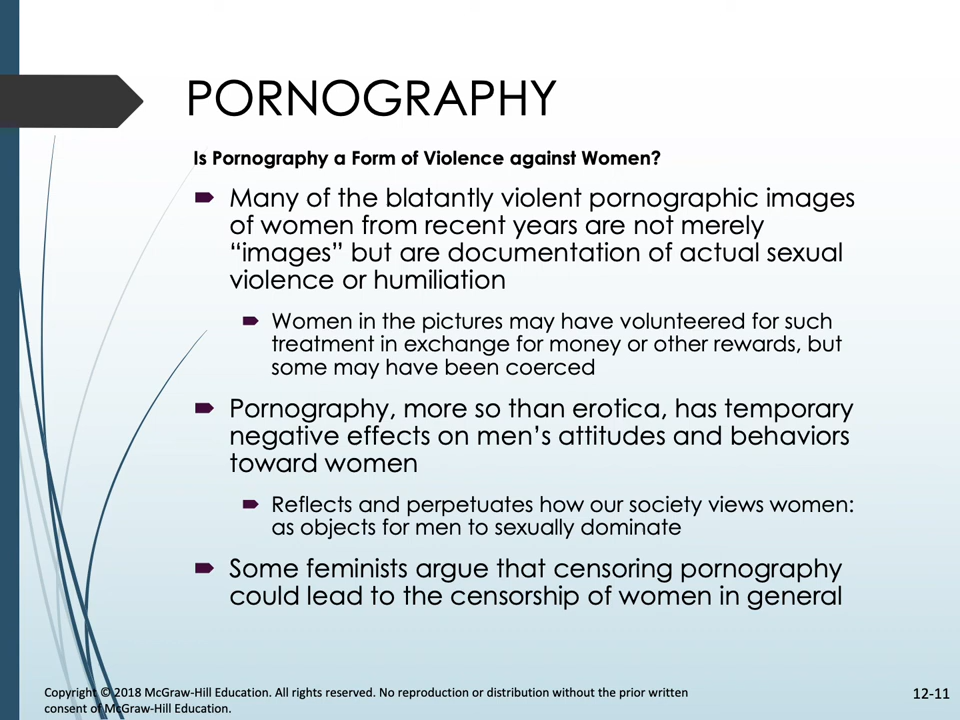 PORNOGRAPHY
Is Pornography a Form of Violence against Women?
Many of the blatantly violent pornographic images
of women from recent years are not merely
“images” but are documentation of actual sexual
violence or humiliation
Women in the pictures may have volunteered for such
treatment in exchange for money or other rewards, but
some may have been coerced
Pornography, more so than erotica, has temporary
negative effects on men’s attitudes and behaviors
toward women
Reflects and perpetuates how our society views women:
as objects for men to sexually dominate
Some feminists argue that censoring pornography
could lead to the censorship of women in general
Copyright © 2018 McGraw-Hill Education. All rights reserved. No reproduction or distribution without the prior written
consent of McGraw-Hill Education.
12-11